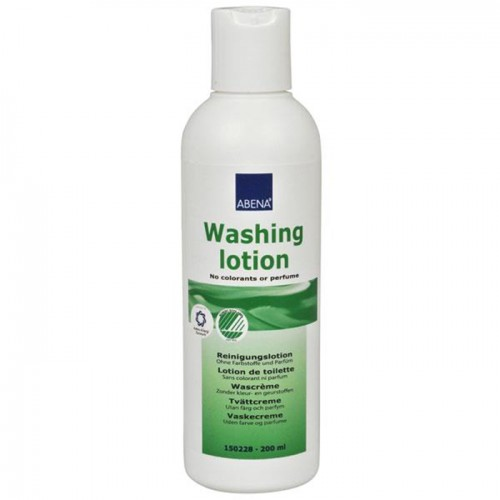 ABENA®
Washing
lotion
No colorants or perfume
Reinigungslotion
Ohne Farbstoffe und Parfüm
Lotion de toilette
Sans colorant ni parfum
Wascrème
Zonder kleur- en geurstoffen
Tvättcreme
Utan färg och parfym
Vaskecreme
Uden farve og parfume
150228 - 200 ml